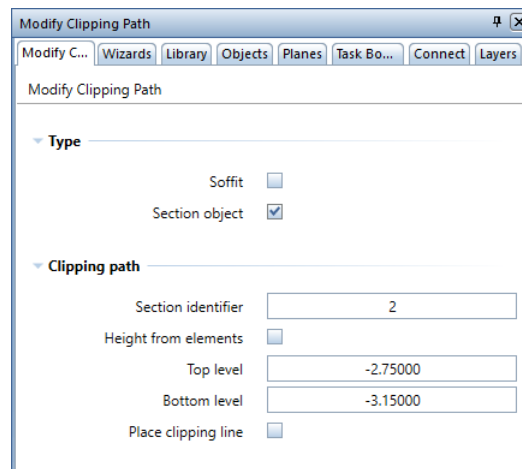 Modify Clipping Path
Modify C... Wizards Library Objects Planes Task Bo... Connect Layers
Modify Clipping Path
Type
Soffit
Section object
Clipping path
Section identifier 2
Height from elements
Top level -2.75000
Bottom level -3.15000
Place clipping line